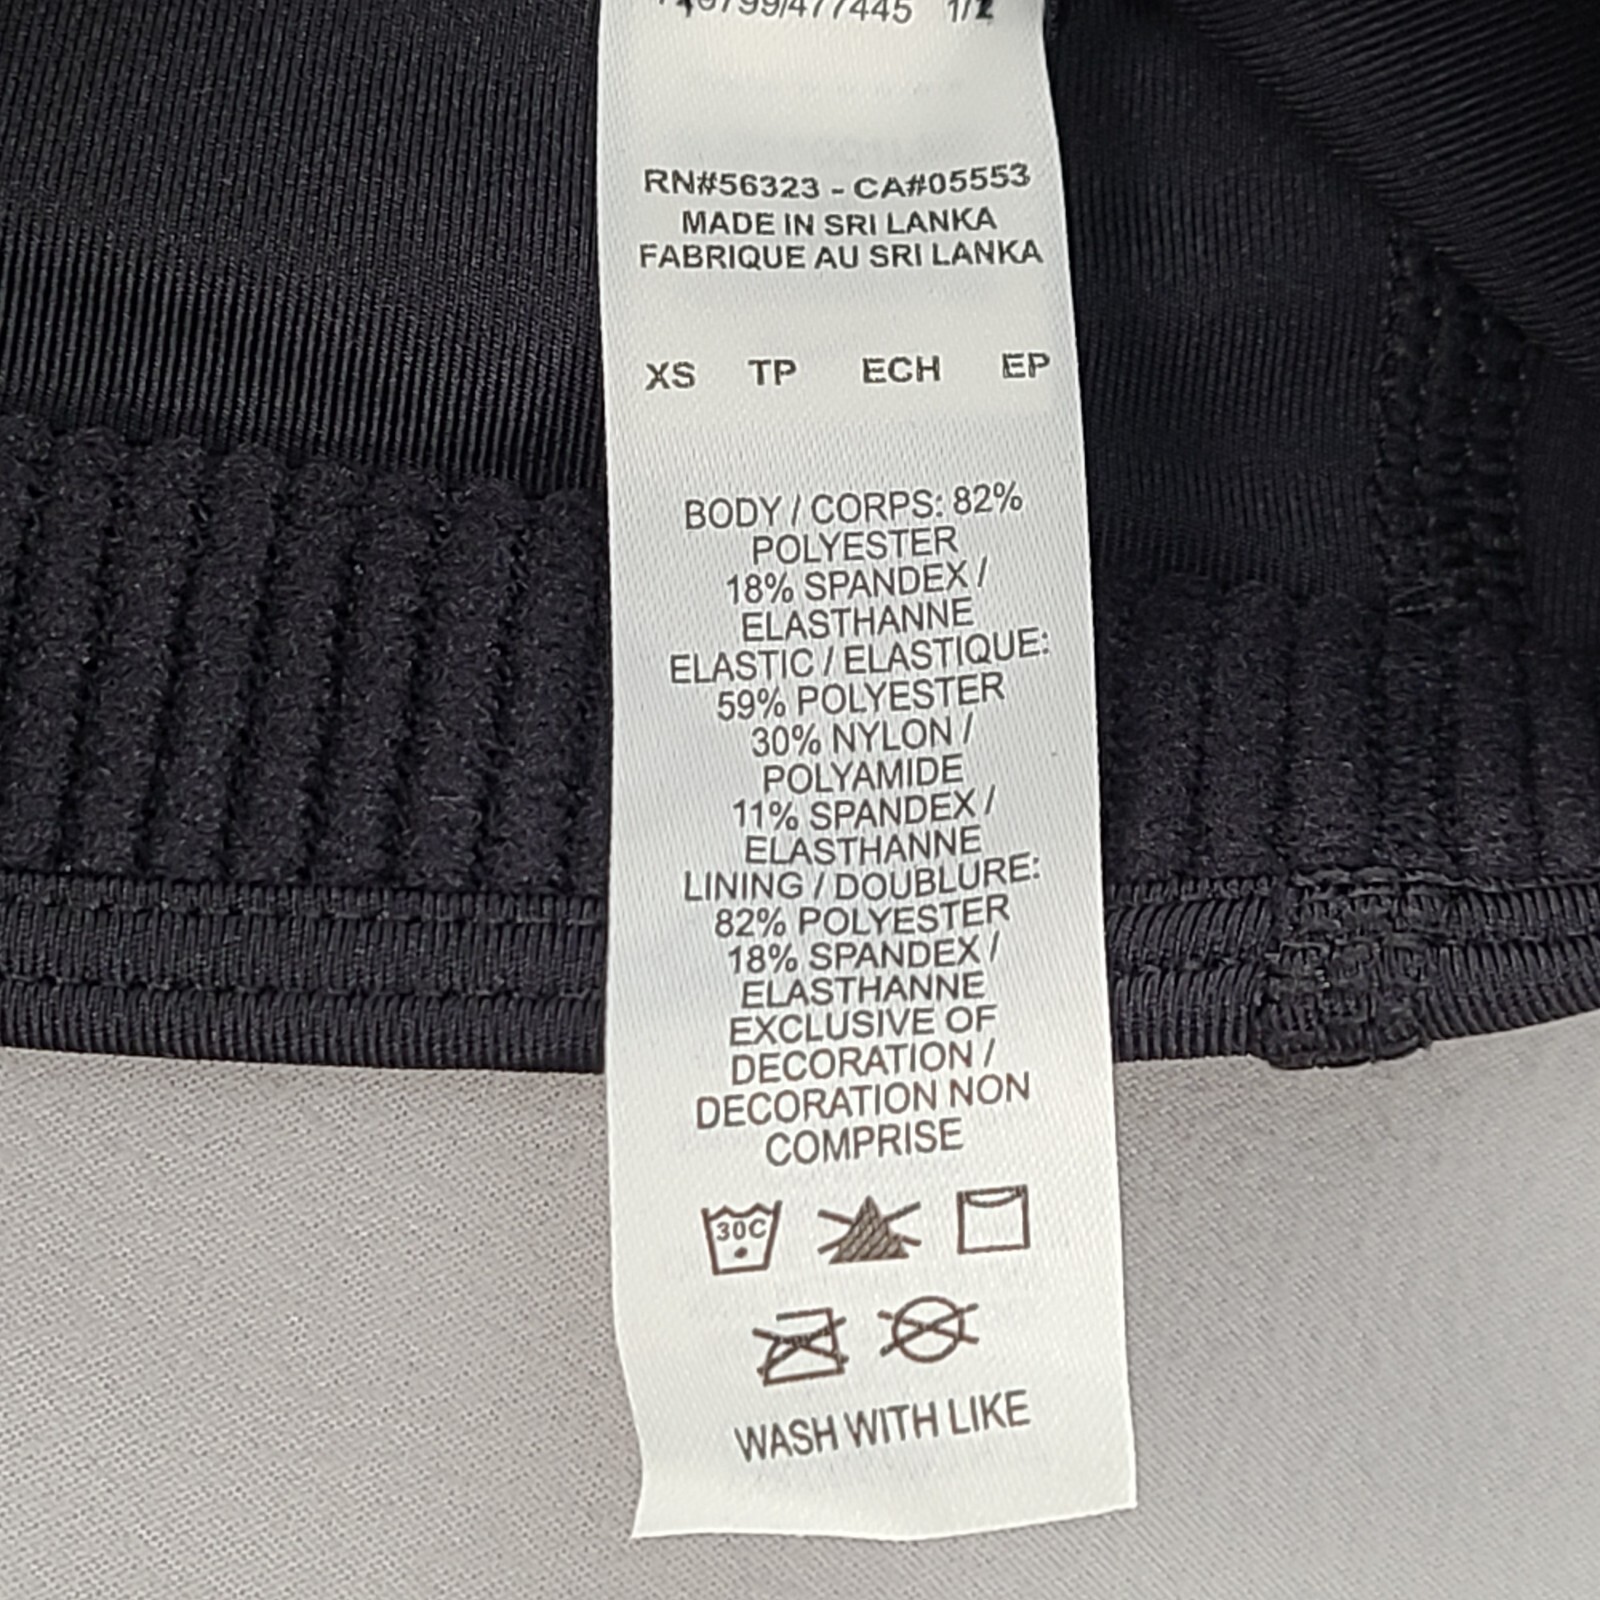 RN#56323 - CA#05553
MADE IN SRI LANKA
FABRIQUE AU SRI LANKA
XS TP ECH EP
BODY / CORPS: 82%
POLYESTER
18% SPANDEX /
ELASTHANNE
ELASTIC / ELASTIQUE:
59% POLYESTER
30% NYLON /
POLYAMIDE
11% SPANDEX /
ELASTHANNE
LINING / DOUBLURE:
82% POLYESTER
18% SPANDEX /
ELASTHANNE
EXCLUSIVE OF
DECORATION /
DECORATION NON
COMPRISE
30C
WASH WITH LIKE